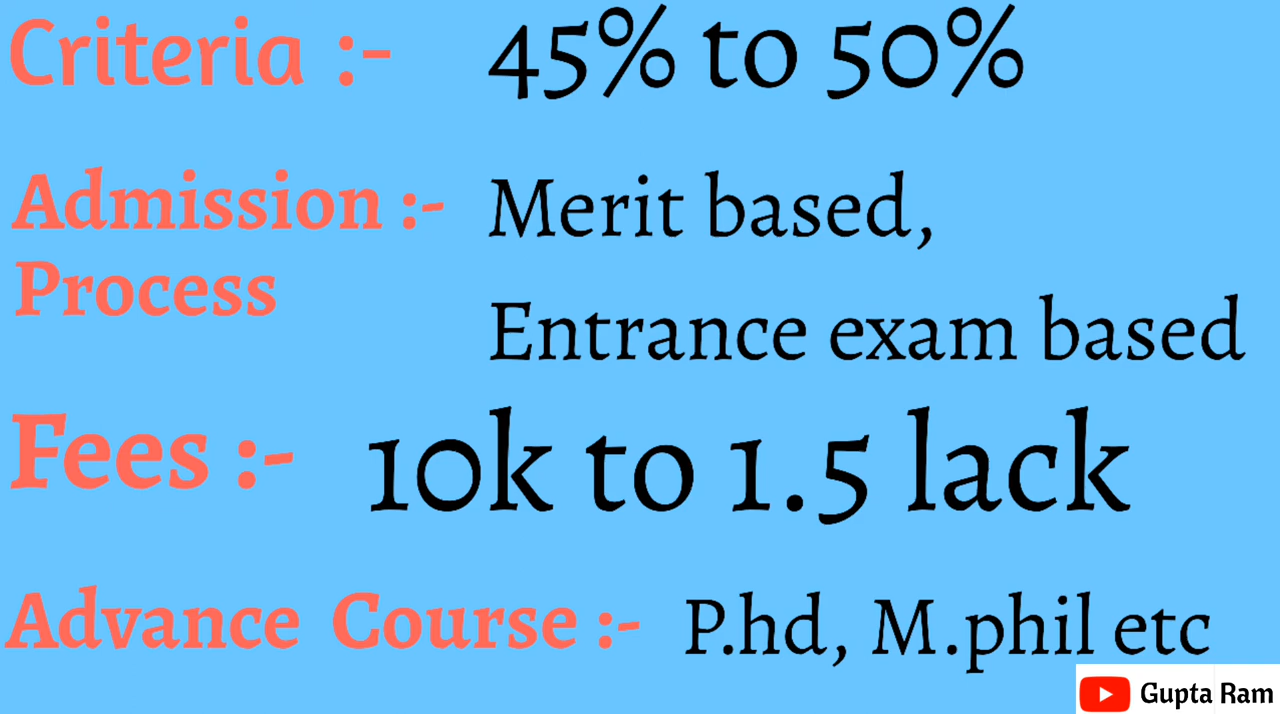 Criteria :- 45% to 50%
Admission :- Merit based,
Process
Entrance exam based
Fees :- 10k to 1.5 lack
Advance Course :- P.hd, M.phil etc
Gupta Ram